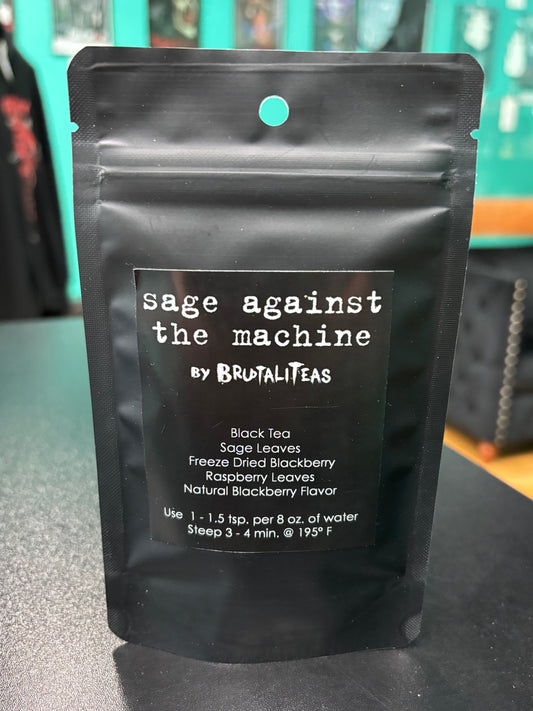 sage against
the machine
BY BRUTALITEAS
Black Tea
Sage Leaves
Freeze Dried Blackberry
Raspberry Leaves
Natural Blackberry Flavor
Use 1 - 1.5 tsp. per 8 oz. of water
Steep 3 - 4 min. @ 195° F